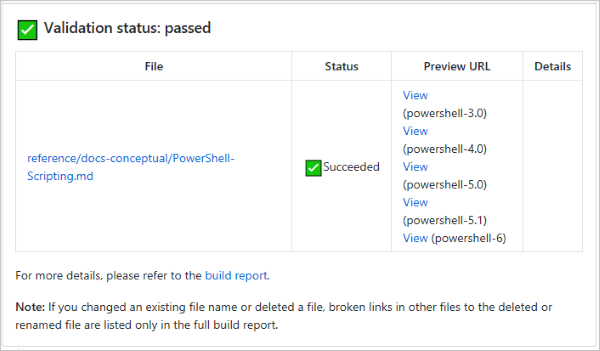 Validation status: passed
File Status Preview URL Details
reference/docs-conceptual/PowerShell-
Scripting.md
Succeeded
View
(powershell-3.0)
View
(powershell-4.0)
View
(powershell-5.0)
View
(powershell-5.1)
View (powershell-6)
For more details, please refer to the build report.
Note: If you changed an existing file name or deleted a file, broken links in other files to the deleted or
renamed file are listed only in the full build report.